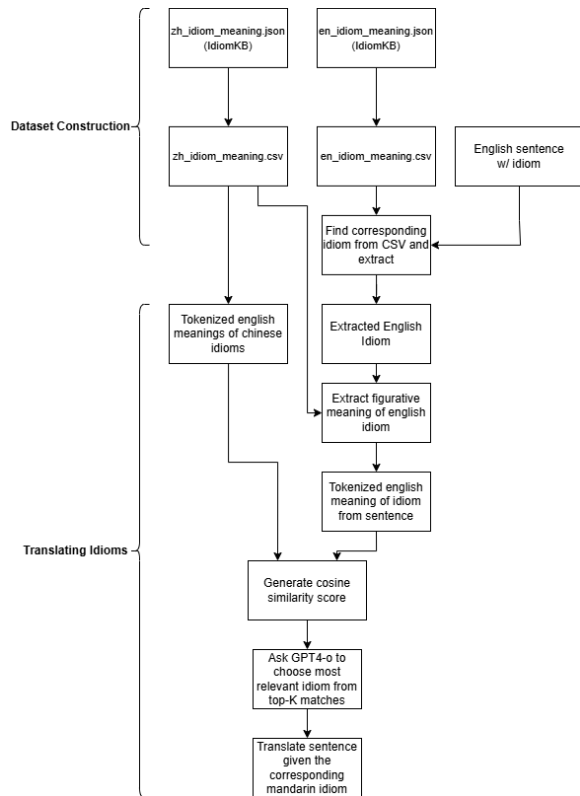 zh_idiom_meaning.json
(IdiomKB)
en_idiom_meaning.json
(IdiomKB)
Dataset Construction
zh_idiom_meaning.csv
en_idiom_meaning.csv
English sentence
w/ idiom
Find corresponding
idiom from CSV and
extract
Tokenized english
meanings of chinese
idioms
Extracted English
Idiom
Extract figurative
meaning of english
idiom
Tokenized english
meaning of idiom
from sentence
Translating Idioms
Generate cosine
similarity score
Ask GPT4-o to
choose most
relevant idiom from
top-K matches
Translate sentence
given the
corresponding
mandarin idiom